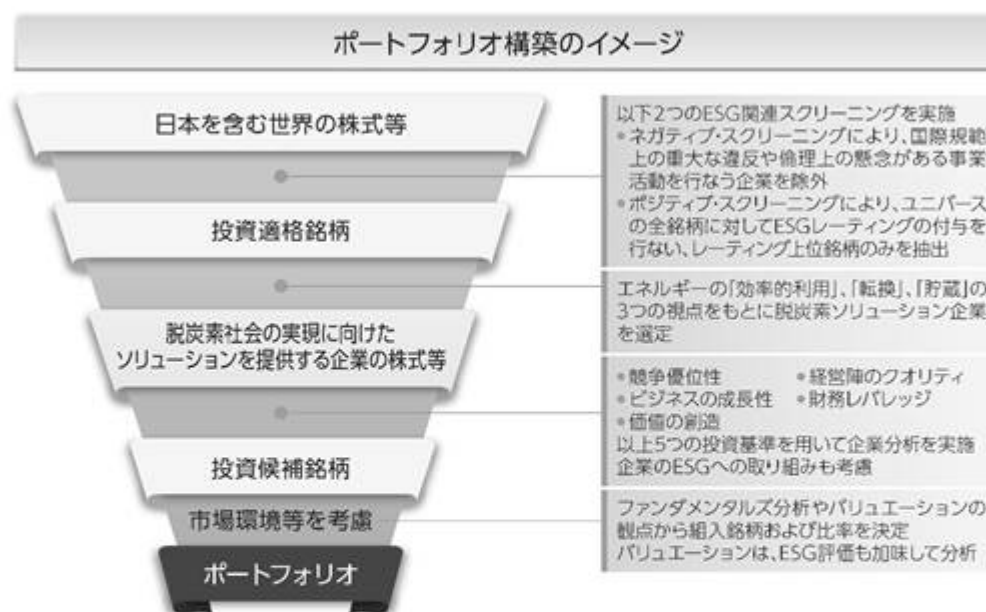 ポートフォリオ構築のイメージ
日本を含む世界の株式等
以下2つのESG関連スクリーニングを実施
●ネガティブ・スクリーニングにより、国際規範
上の重大な違反や倫理上の懸念がある事業
活動を行なう企業を除外
●ポジティブ・スクリーニングにより、ユニバース
の全銘柄に対してESGレーティングの付与を
行ない、レーティング上位銘柄のみを抽出
投資適格銘柄
エネルギーの「効率的利用」、「転換」、「貯蔵」の
3つの視点をもとに脱炭素ソリューション企業
を選定
脱炭素社会の実現に向けた
ソリューションを提供する企業の株式等
●競争優位性 ●経営陣のクオリティ
●ビジネスの成長性 ●財務レバレッジ
●価値の創造
以上5つの投資基準を用いて企業分析を実施
企業のESGへの取り組みも考慮
投資候補銘柄
市場環境等を考慮
ファンダメンタルズ分析やバリュエーションの
観点から組入銘柄および比率を決定
バリュエーションは、ESG評価も加味して分析
ポートフォリオ